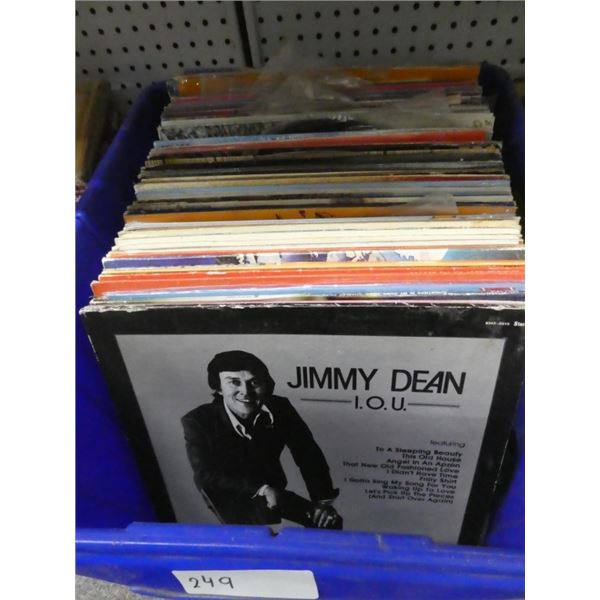 Stereo
JIMMY DEAN
I.O.U.
featuring
To A Sleeping Beauty
This Old House
Angel In An Apron
That New Old Fashioned Love
I Didn't Have Time
Fray Shirt
I Gotta Sing My Song For You
Waking Up To Love
Let's Pick Up The Pieces
(And Start Over Again)
249